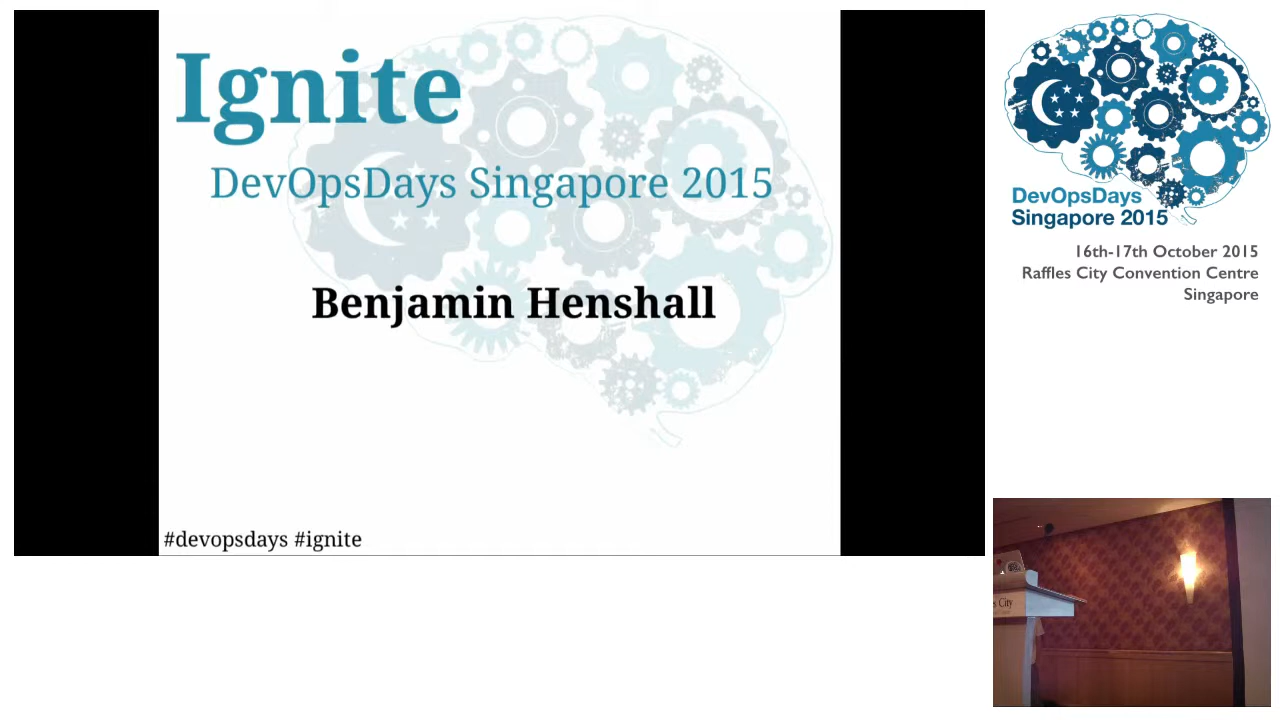 Ignite
DevOpsDays Singapore 2015
Benjamin Henshall
#devopsdays #ignite
DevOpsDays
Singapore 2015
16th-17th October 2015
Raffles City Convention Centre
Singapore
City